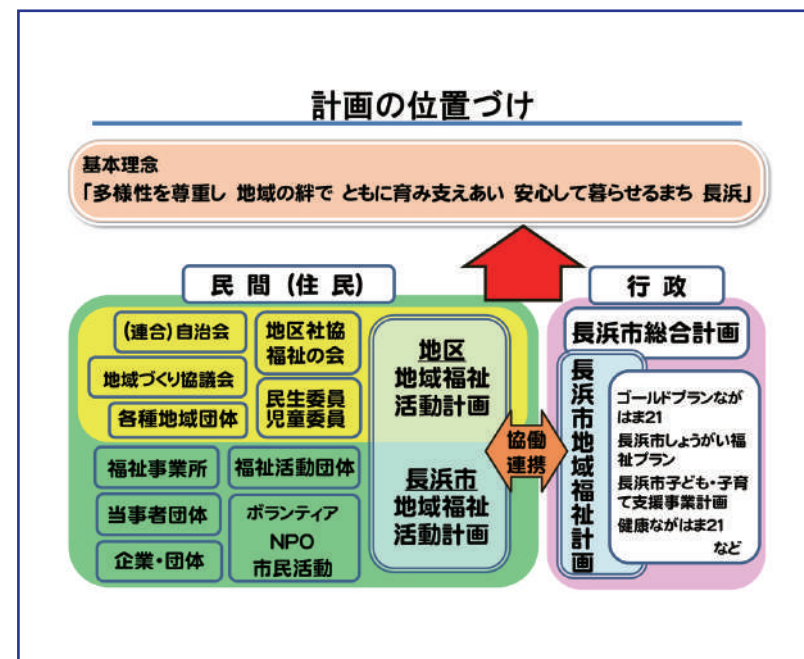 計画の位置づけ
基本理念
「多様性を尊重し 地域の絆で ともに育み支えあい 安心して暮らせるまち 長浜」
民間(住民)
(連合)自治会
地区社協
福祉の会
地域づくり協議会
民生委員
児童委員
各種地域団体
福祉事業所
福祉活動団体
当事者団体
ボランティア
NPO
市民活動
企業・団体
地区
地域福祉
活動計画
長浜市
地域福祉
活動計画
協働
連携
行政
長浜市総合計画
長浜市地域福祉計画
ゴールドプランなが
はま21
長浜市しょうがい福
祉プラン
長浜市子ども・子育
て支援事業計画
健康ながはま21
など